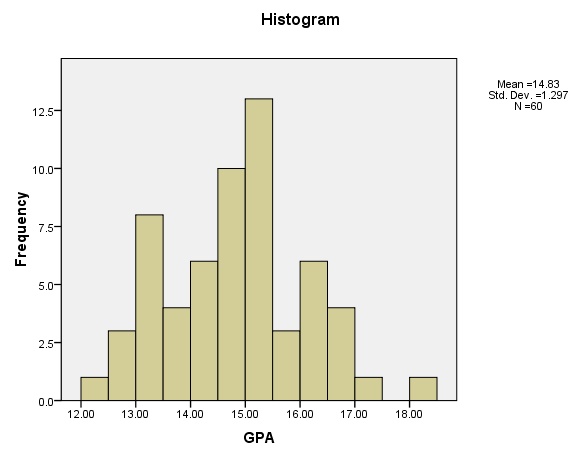 Histogram
Mean =14.83
Std. Dev. =1.297
N =60
Frequency
12.5
10.0
7.5
5.0
2.5
0.0
12.00 13.00 14.00 15.00 16.00 17.00 18.00
GPA